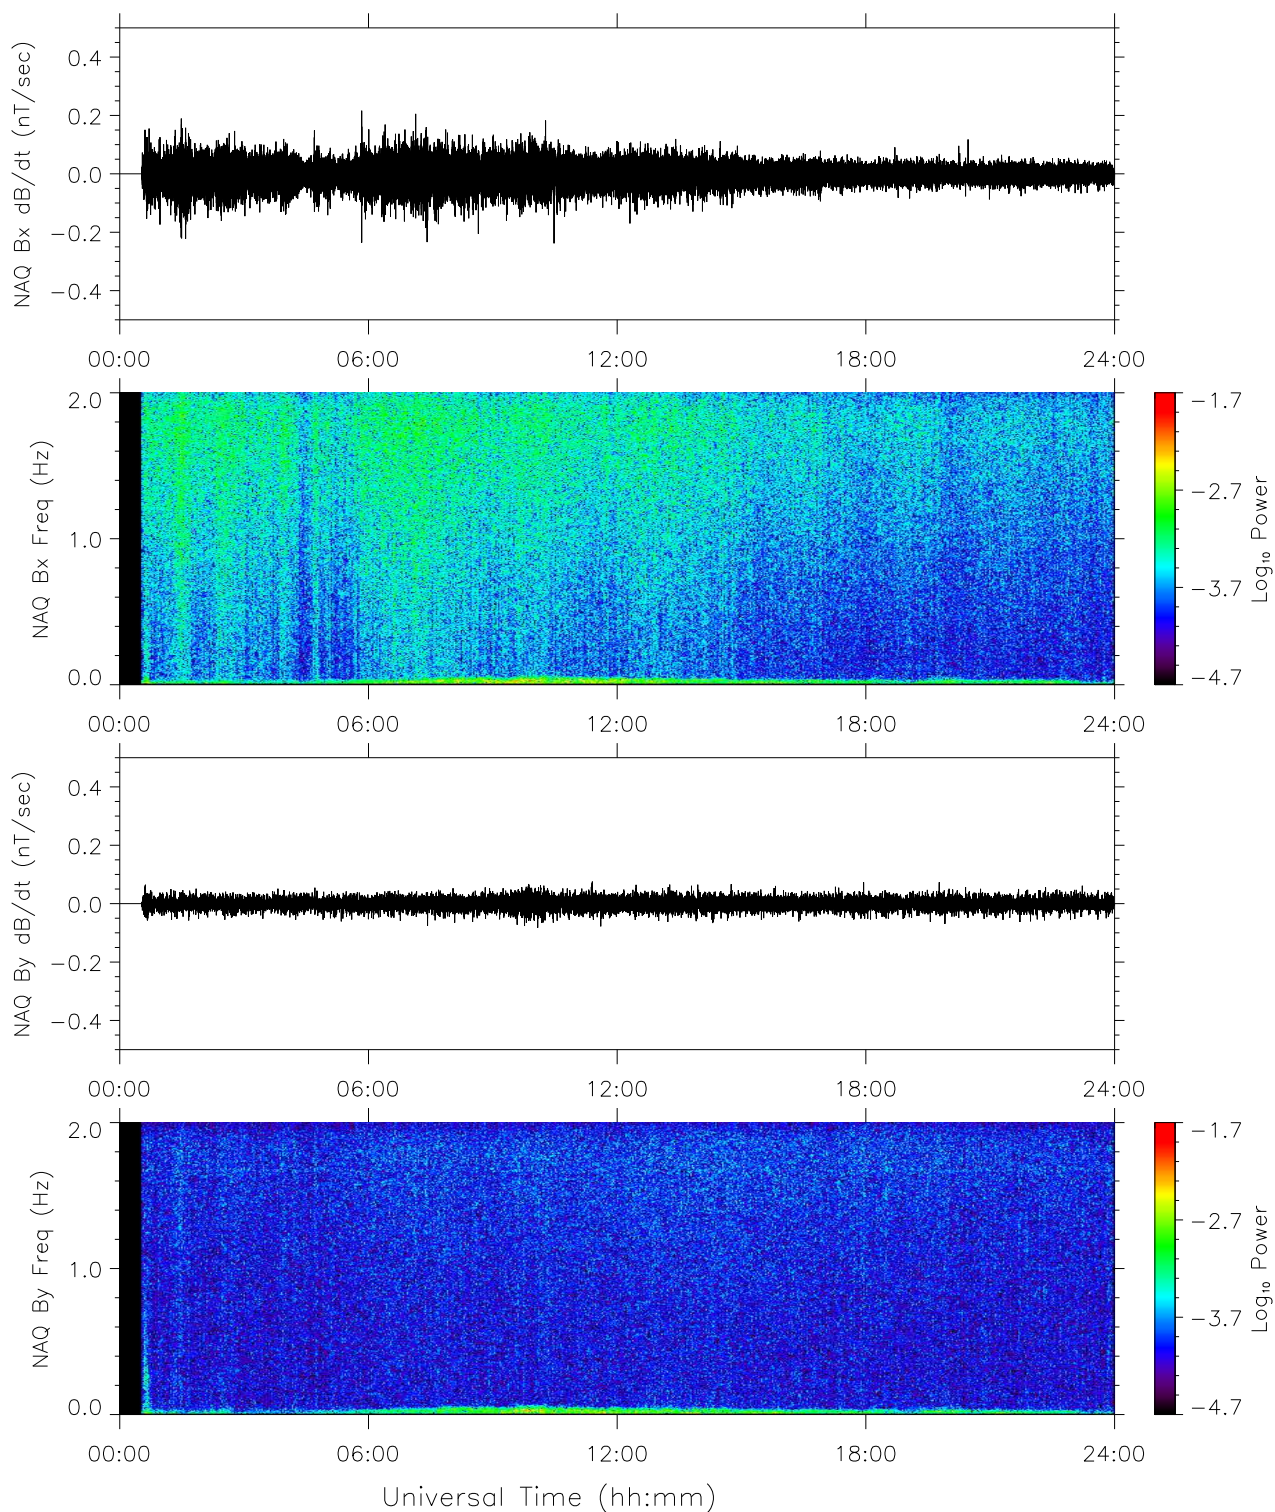 NAQ Bx dB/dt (nT/sec)
0.4
0.2
0.0
−0.2
−0.4
00:00 06:00 12:00 18:00 24:00
NAQ Bx Freq (Hz)
2.0
1.0
0.0
−1.7
−2.7
−3.7
−4.7
Log₁₀ Power
00:00 06:00 12:00 18:00 24:00
NAQ By dB/dt (nT/sec)
0.4
0.2
0.0
−0.2
−0.4
00:00 06:00 12:00 18:00 24:00
NAQ By Freq (Hz)
2.0
1.0
0.0
−1.7
−2.7
−3.7
−4.7
Log₁₀ Power
00:00 06:00 12:00 18:00 24:00
Universal Time (hh:mm)